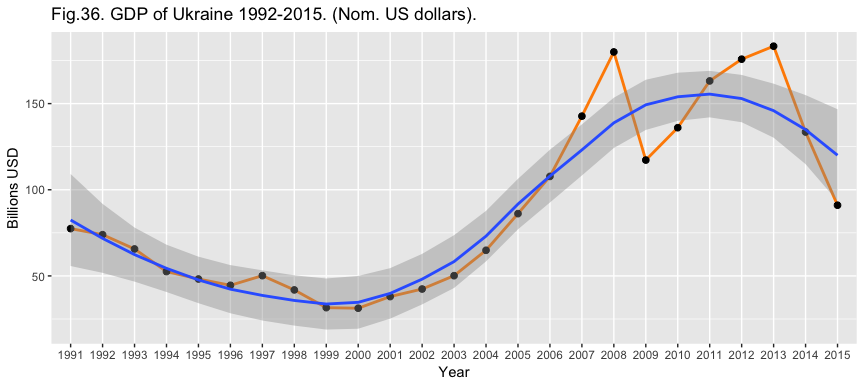 Fig.36. GDP of Ukraine 1992-2015. (Nom. US dollars).
Billions USD
150
100
50
1991 1992 1993 1994 1995 1996 1997 1998 1999 2000 2001 2002 2003 2004 2005 2006 2007 2008 2009 2010 2011 2012 2013 2014 2015
Year